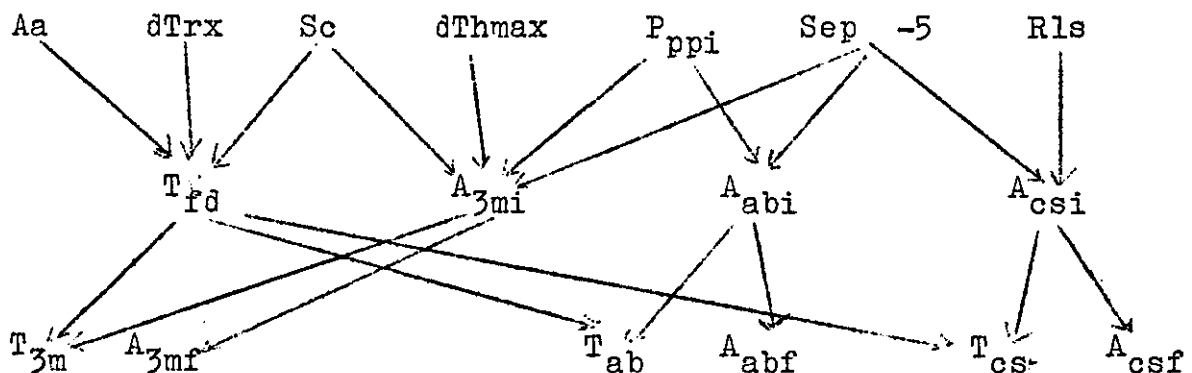 Aa dTrx Sc dThmax Pppi Sep -5 Rls
Tfd A3mi Aabi Acsi
T3m A3mf Tab Aabf Tcs Acsf